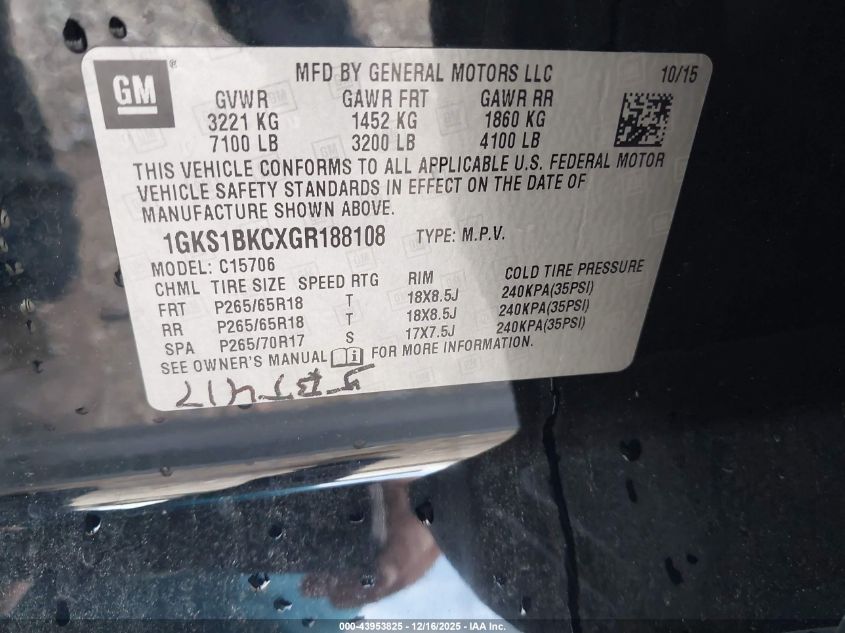 GM ®
MFD BY GENERAL MOTORS LLC 10/15
GVWR GAWR FRT GAWR RR
3221 KG 1452 KG 1860 KG
7100 LB 3200 LB 4100 LB
THIS VEHICLE CONFORMS TO ALL APPLICABLE U.S. FEDERAL MOTOR
VEHICLE SAFETY STANDARDS IN EFFECT ON THE DATE OF
MANUFACTURE SHOWN ABOVE.
1GKS1BKCXGR188108 TYPE: M.P.V.
MODEL: C15706
CHML TIRE SIZE SPEED RTG RIM COLD TIRE PRESSURE
FRT P265/65R18 T 18X8.5J 240KPA(35PSI)
RR P265/65R18 T 18X8.5J 240KPA(35PSI)
SPA P265/70R17 S 17X7.5J 240KPA(35PSI)
SEE OWNER'S MANUAL FOR MORE INFORMATION.
000-43953825 - 12/16/2025 - IAA Inc.